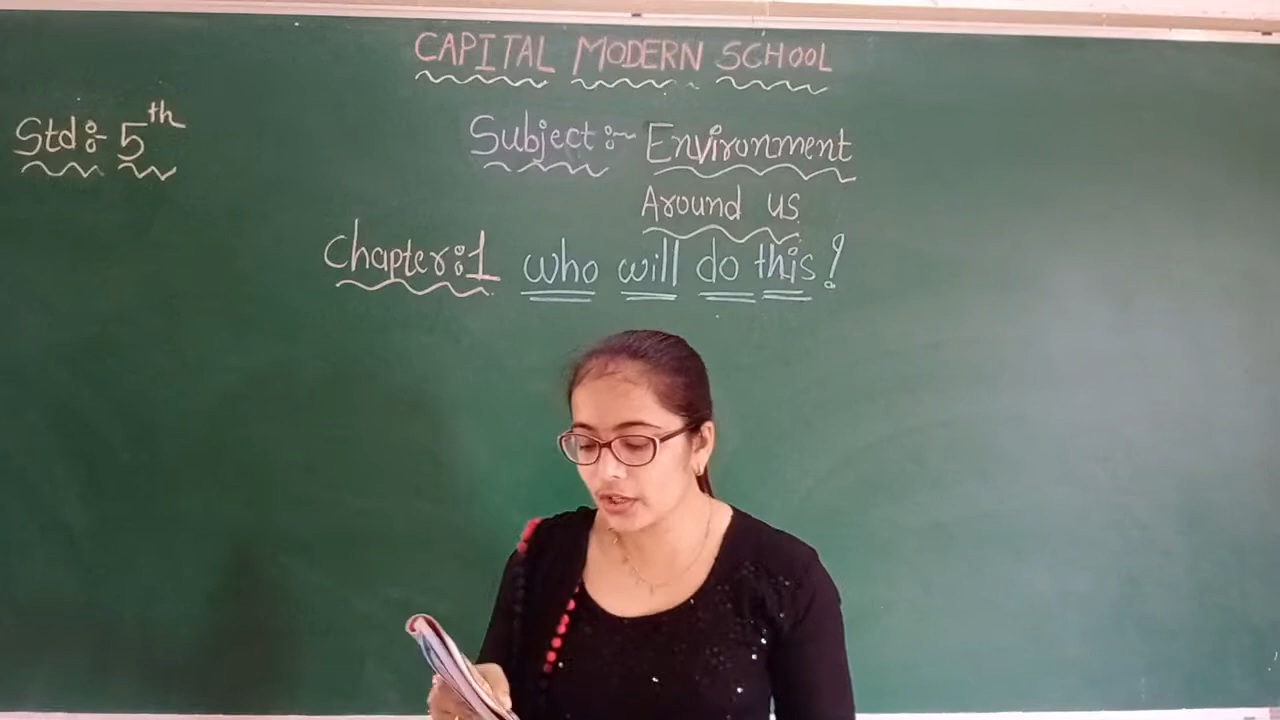 CAPITAL MODERN SCHOOL
Std:- 5th
Subject:- Environment
Around us
Chapter:1 who will do this!